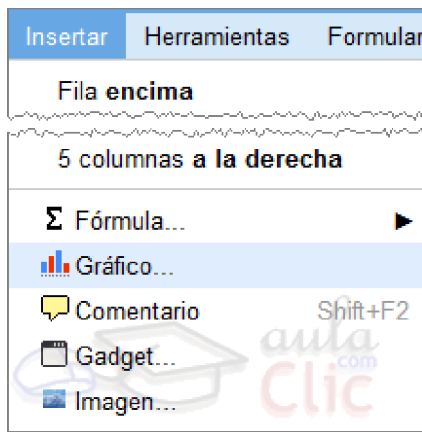 Insertar Herramientas Formular
Fila encima
5 columnas a la derecha
Σ Fórmula...
Gráfico...
Comentario Shift+F2
Gadget...
Imagen...
aula
.com
Clic